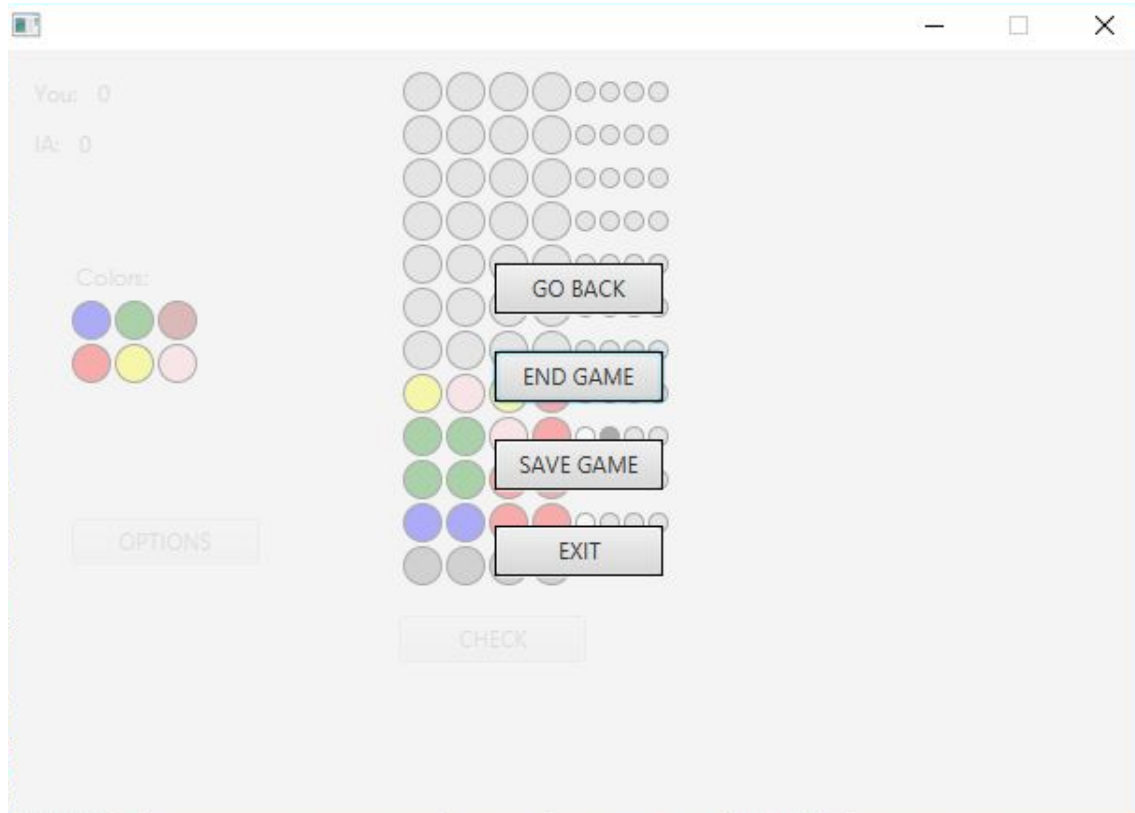 You: 0
IA: 0
Colors:
GO BACK
END GAME
SAVE GAME
OPTIONS
EXIT
CHECK